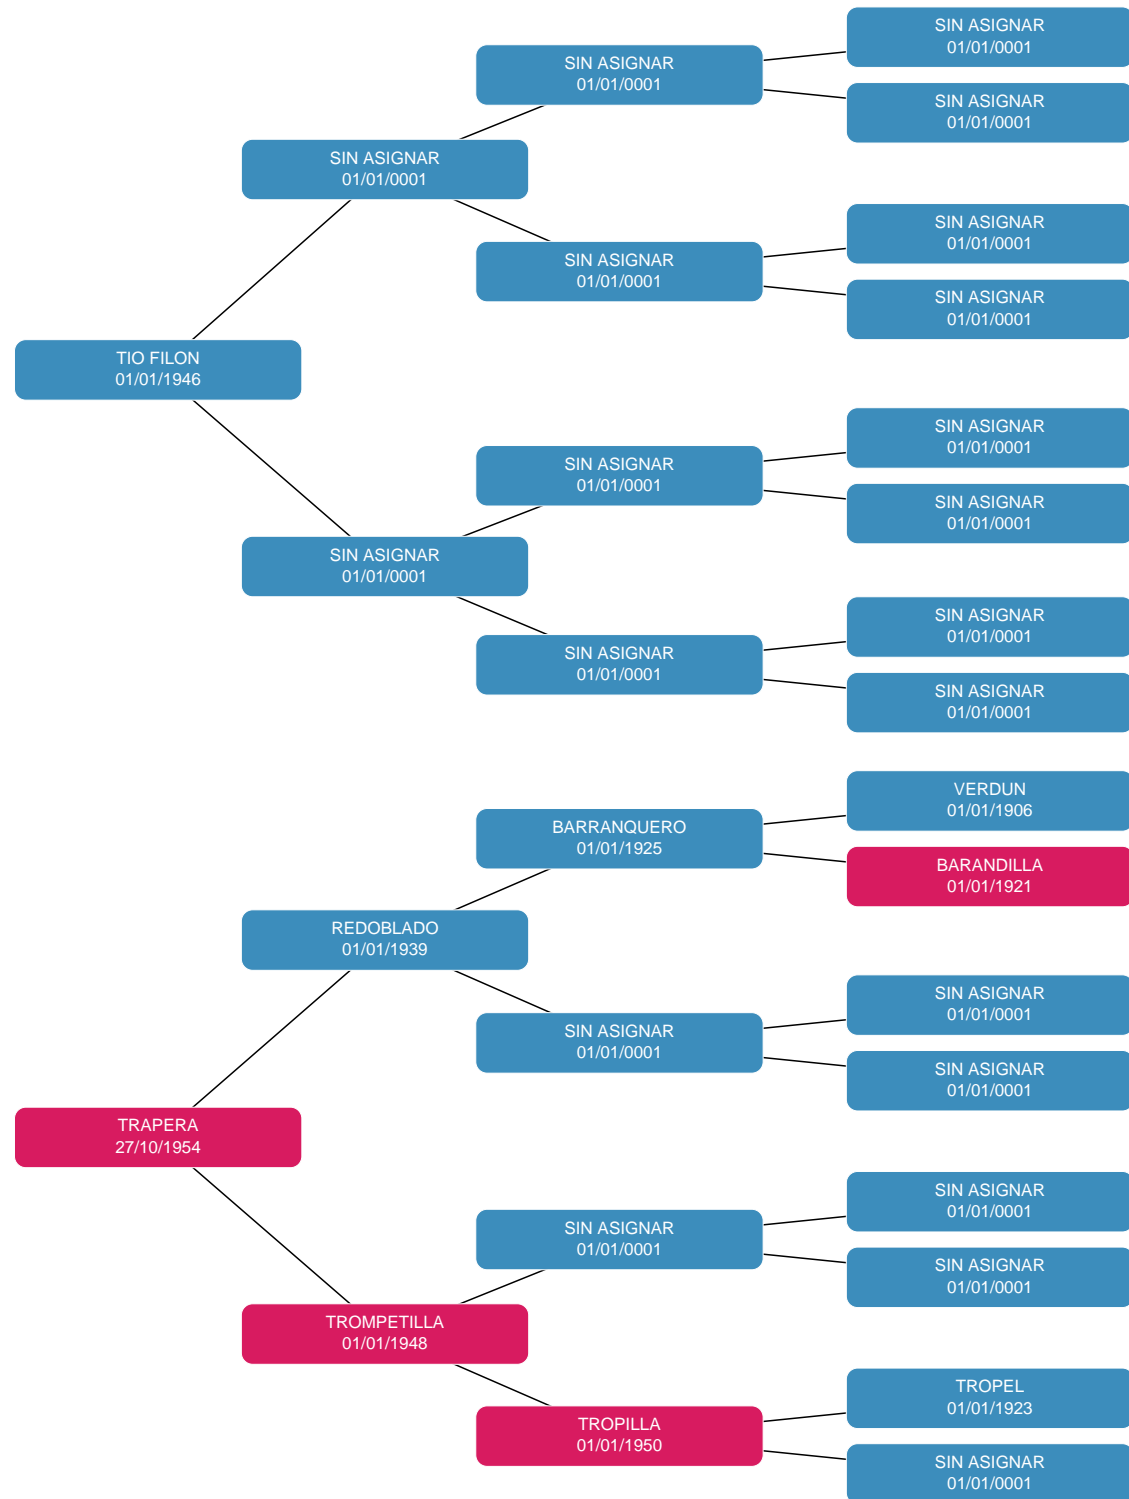 SIN ASIGNAR
01/01/0001
SIN ASIGNAR
01/01/0001
SIN ASIGNAR
01/01/0001
SIN ASIGNAR
01/01/0001
SIN ASIGNAR
01/01/0001
SIN ASIGNAR
01/01/0001
SIN ASIGNAR
01/01/0001
TIO FILON
01/01/1946
SIN ASIGNAR
01/01/0001
SIN ASIGNAR
01/01/0001
SIN ASIGNAR
01/01/0001
SIN ASIGNAR
01/01/0001
SIN ASIGNAR
01/01/0001
SIN ASIGNAR
01/01/0001
SIN ASIGNAR
01/01/0001
VERDUN
01/01/1906
BARRANQUERO
01/01/1925
BARANDILLA
01/01/1921
REDOBLADO
01/01/1939
SIN ASIGNAR
01/01/0001
SIN ASIGNAR
01/01/0001
SIN ASIGNAR
01/01/0001
TRAPERA
27/10/1954
SIN ASIGNAR
01/01/0001
SIN ASIGNAR
01/01/0001
SIN ASIGNAR
01/01/0001
TROMPETILLA
01/01/1948
TROPEL
01/01/1923
TROPILLA
01/01/1950
SIN ASIGNAR
01/01/0001